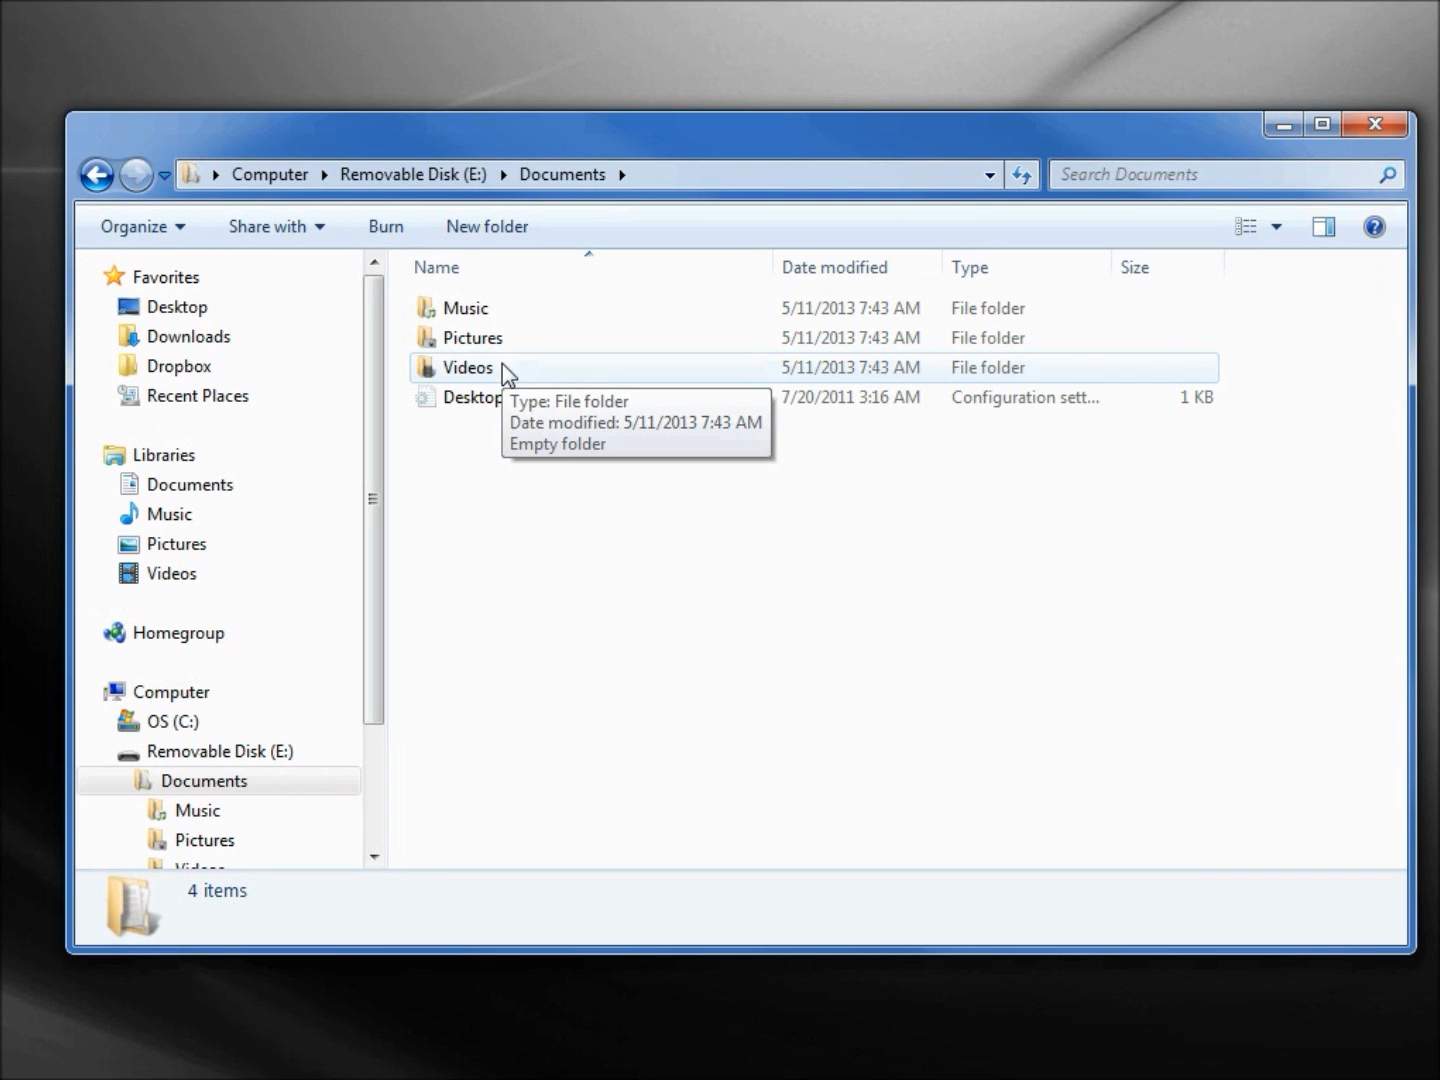 Computer Removable Disk (E:) Documents
Search Documents
Organize Share with Burn New folder
Name Date modified Type Size
Favorites
Desktop
Downloads
Dropbox
Recent Places
Libraries
Documents
Music
Pictures
Videos
Homegroup
Computer
OS (C:)
Removable Disk (E:)
Documents
Music
Pictures
Videos
Music 5/11/2013 7:43 AM File folder
Pictures 5/11/2013 7:43 AM File folder
Videos 5/11/2013 7:43 AM File folder
Desktop 7/20/2011 3:16 AM Configuration sett... 1 KB
Type: File folder
Date modified: 5/11/2013 7:43 AM
Empty folder
4 items